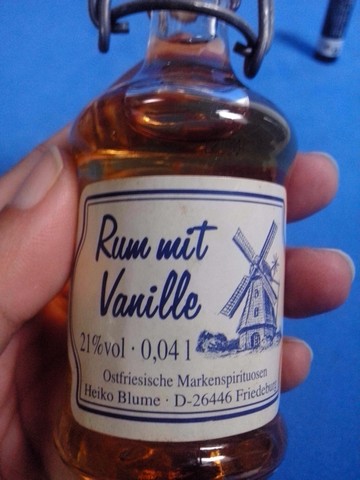 Rum mit
Vanille
21%vol · 0,04 l
Ostfriesische Markenspirituosen
Heiko Blume · D-26446 Friedeburg